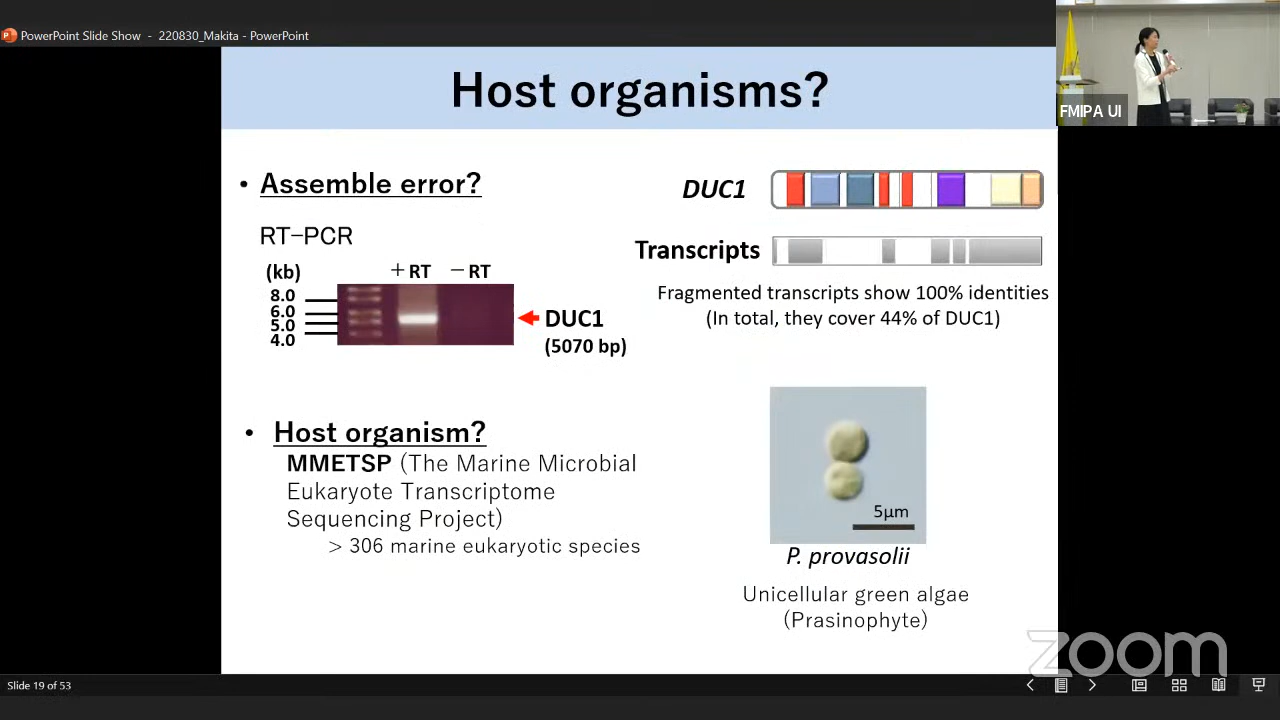 PowerPoint Slide Show - 220830_Makita - PowerPoint
FMIPA UI
Host organisms?
• Assemble error?
RT-PCR
(kb)
+RT
−RT
8.0
6.0
5.0
4.0
DUC1
(5070 bp)
DUC1
Transcripts
Fragmented transcripts show 100% identities
(In total, they cover 44% of DUC1)
• Host organism?
MMETSP (The Marine Microbial
Eukaryote Transcriptome
Sequencing Project)
> 306 marine eukaryotic species
5μm
P. provasolii
Unicellular green algae
(Prasinophyte)
zoom
Slide 19 of 53